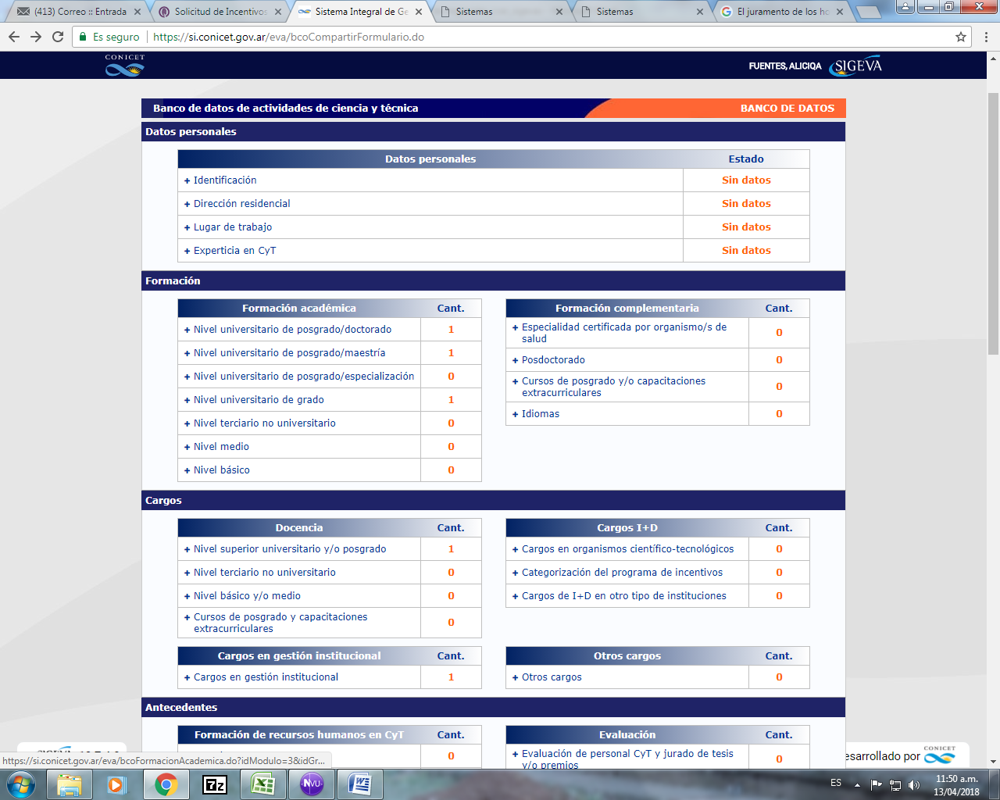 (413) Correo :: Entrada
Solicitud de Incentivos
Sistema Integral de Ge
Sistemas
Sistemas
El juramento de los ho
Es seguro
https://si.conicet.gov.ar/eva/bcoCompartirFormulario.do
CONICET
FUENTES, ALICIQA
SIGEVA
Banco de datos de actividades de ciencia y técnica
BANCO DE DATOS
Datos personales
Datos personales Estado
+ Identificación Sin datos
+ Dirección residencial Sin datos
+ Lugar de trabajo Sin datos
+ Experticia en CyT Sin datos
Formación
Formación académica Cant.
+ Nivel universitario de posgrado/doctorado 1
+ Nivel universitario de posgrado/maestría 1
+ Nivel universitario de posgrado/especialización 0
+ Nivel universitario de grado 1
+ Nivel terciario no universitario 0
+ Nivel medio 0
+ Nivel básico 0
Formación complementaria Cant.
+ Especialidad certificada por organismo/s de
salud 0
+ Posdoctorado 0
+ Cursos de posgrado y/o capacitaciones
extracurriculares 0
+ Idiomas 0
Cargos
Docencia Cant.
+ Nivel superior universitario y/o posgrado 1
+ Nivel terciario no universitario 0
+ Nivel básico y/o medio 0
+ Cursos de posgrado y capacitaciones
extracurriculares 0
Cargos I+D Cant.
+ Cargos en organismos científico-tecnológicos 0
+ Categorización del programa de incentivos 0
+ Cargos de I+D en otro tipo de instituciones 0
Cargos en gestión institucional Cant.
+ Cargos en gestión institucional 1
Otros cargos Cant.
+ Otros cargos 0
Antecedentes
Formación de recursos humanos en CyT Cant.
0
Evaluación Cant.
+ Evaluación de personal CyT y jurado de tesis
y/o premios 0
https://si.conicet.gov.ar/eva/bcoFormacionAcademica.do?idModulo=3&idGr...
esarrollado por
CONICET
7z
NVU
ES
11:50 a.m.
13/04/2018